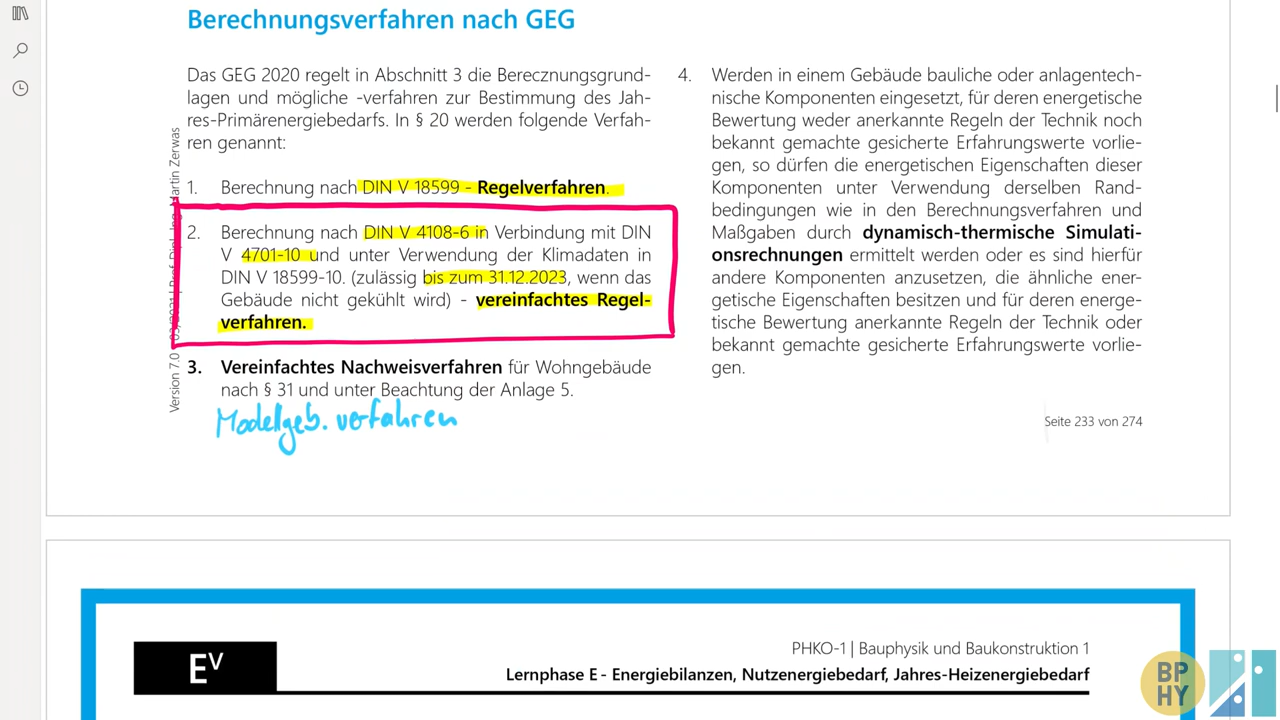 Berechnungsverfahren nach GEG
Das GEG 2020 regelt in Abschnitt 3 die Berecznungsgrund-
lagen und mögliche -verfahren zur Bestimmung des Jah-
res-Primärenergiebedarfs. In § 20 werden folgende Verfah-
ren genannt:
1. Berechnung nach DIN V 18599 - Regelverfahren.
2. Berechnung nach DIN V 4108-6 in Verbindung mit DIN
V 4701-10 und unter Verwendung der Klimadaten in
DIN V 18599-10. (zulässig bis zum 31.12.2023, wenn das
Gebäude nicht gekühlt wird) - vereinfachtes Regel-
verfahren.
3. Vereinfachtes Nachweisverfahren für Wohngebäude
nach § 31 und unter Beachtung der Anlage 5.
Modellgeb. verfahren
4. Werden in einem Gebäude bauliche oder anlagentech-
nische Komponenten eingesetzt, für deren energetische
Bewertung weder anerkannte Regeln der Technik noch
bekannt gemachte gesicherte Erfahrungswerte vorlie-
gen, so dürfen die energetischen Eigenschaften dieser
Komponenten unter Verwendung derselben Rand-
bedingungen wie in den Berechnungsverfahren und
Maßgaben durch dynamisch-thermische Simulati-
onsrechnungen ermittelt werden oder es sind hierfür
andere Komponenten anzusetzen, die ähnliche ener-
getische Eigenschaften besitzen und für deren energe-
tische Bewertung anerkannte Regeln der Technik oder
bekannt gemachte gesicherte Erfahrungswerte vorlie-
gen.
Version 7.0 03/2021 | Prof. Dipl.-Ing. Martin Zerwas
Seite 233 von 274
EV
PHKO-1 | Bauphysik und Baukonstruktion 1
Lernphase E - Energiebilanzen, Nutzenergiebedarf, Jahres-Heizenergiebedarf
BP
HY